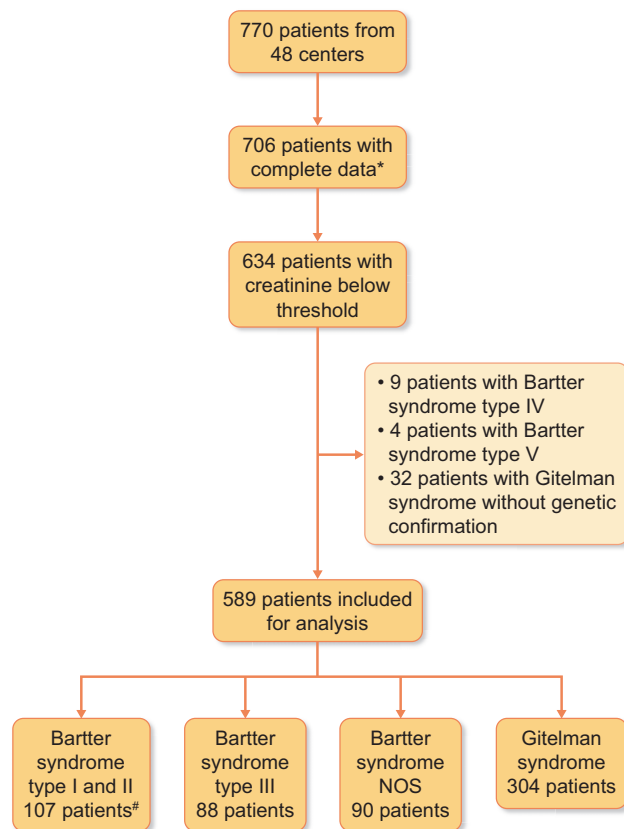 770 patients from
48 centers
706 patients with
complete data*
634 patients with
creatinine below
threshold
• 9 patients with Bartter
syndrome type IV
• 4 patients with Bartter
syndrome type V
• 32 patients with Gitelman
syndrome without genetic
confirmation
589 patients included
for analysis
Bartter
syndrome
type I and II
107 patients#
Bartter
syndrome
type III
88 patients
Bartter
syndrome
NOS
90 patients
Gitelman
syndrome
304 patients